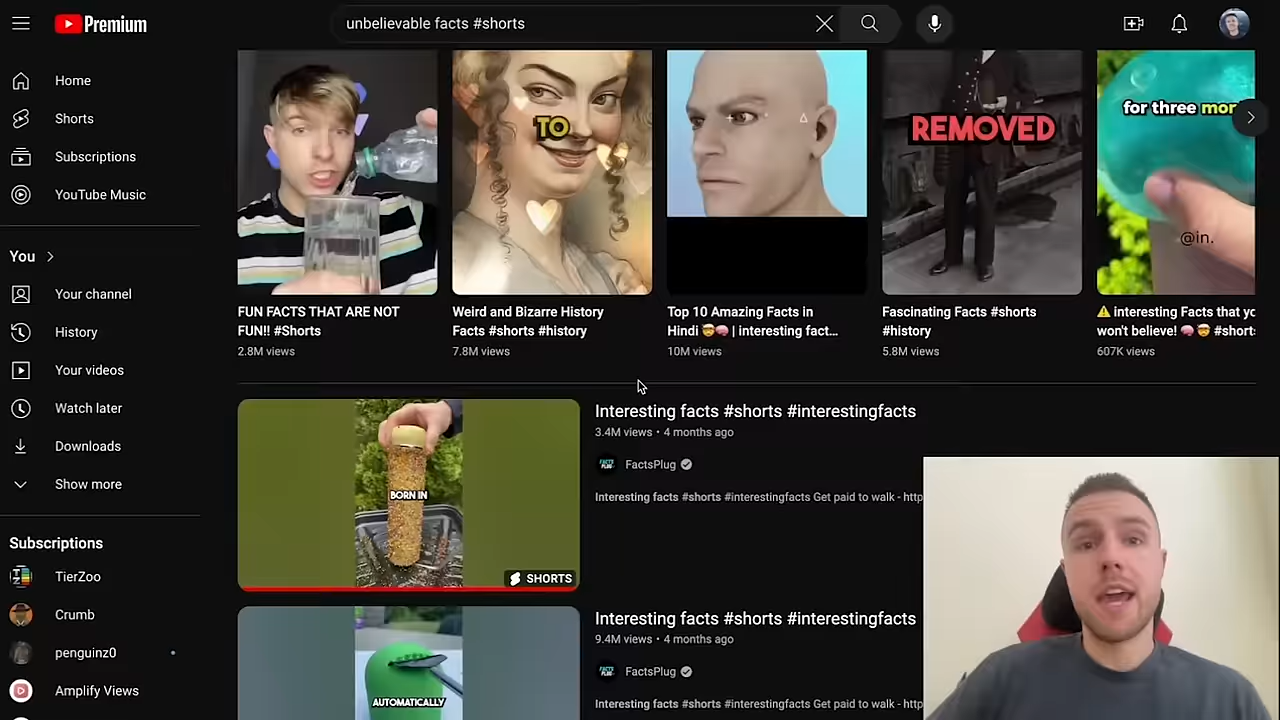 Premium
unbelievable facts #shorts
Home
Shorts
Subscriptions
YouTube Music
You
Your channel
History
Your videos
Watch later
Downloads
Show more
Subscriptions
TierZoo
Crumb
penguinz0
Amplify Views
TO
REMOVED
for three mor
@in.
FUN FACTS THAT ARE NOT
FUN!! #Shorts
2.8M views
Weird and Bizarre History
Facts #shorts #history
7.8M views
Top 10 Amazing Facts in
Hindi 🤯🧠 | interesting fact...
10M views
Fascinating Facts #shorts
#history
5.8M views
⚠️ interesting Facts that yo
won't believe! 🧠🤯 #shorts
607K views
BORN IN
SHORTS
Interesting facts #shorts #interestingfacts
3.4M views • 4 months ago
FACTS
PLUG
FactsPlug
Interesting facts #shorts #interestingfacts Get paid to walk - http
AUTOMATICALLY
Interesting facts #shorts #interestingfacts
9.4M views • 4 months ago
FACTS
PLUG
FactsPlug
Interesting facts #shorts #interestingfacts Get paid to walk - http